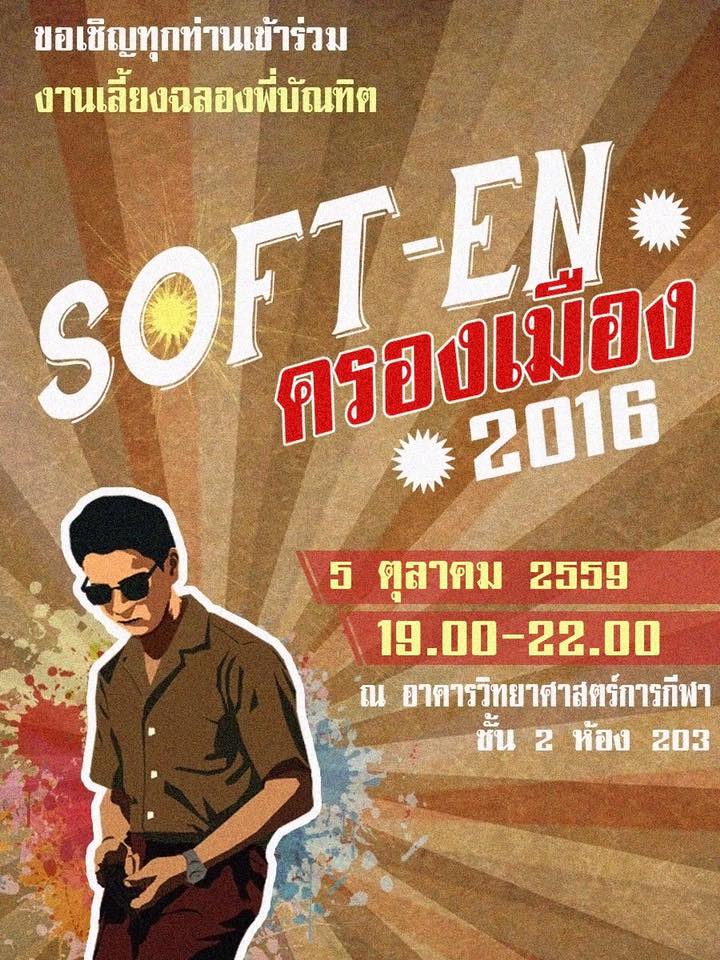 ขอเชิญทุกท่านเข้าร่วม
งานเลี้ยงฉลองพี่บัณฑิต
SOFT-EN
ครองเมือง
2016
5 ตุลาคม 2559
19.00-22.00
ณ อาคารวิทยาศาสตร์การกีฬา
ชั้น 2 ห้อง 203